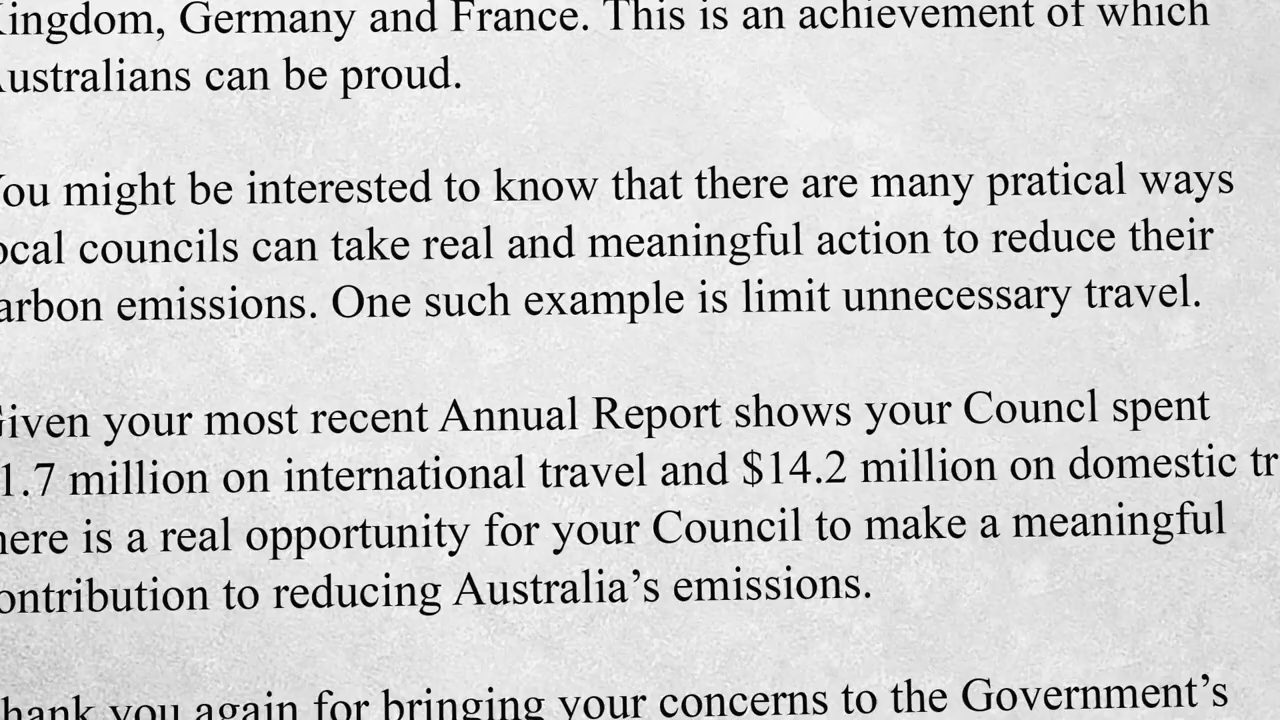 Kingdom, Germany and France. This is an achievement of which
Australians can be proud.
You might be interested to know that there are many pratical ways
ocal councils can take real and meaningful action to reduce their
arbon emissions. One such example is limit unnecessary travel.
Given your most recent Annual Report shows your Councl spent
1.7 million on international travel and $14.2 million on domestic tr
here is a real opportunity for your Council to make a meaningful
ontribution to reducing Australia’s emissions.
hank you again for bringing your concerns to the Government’s